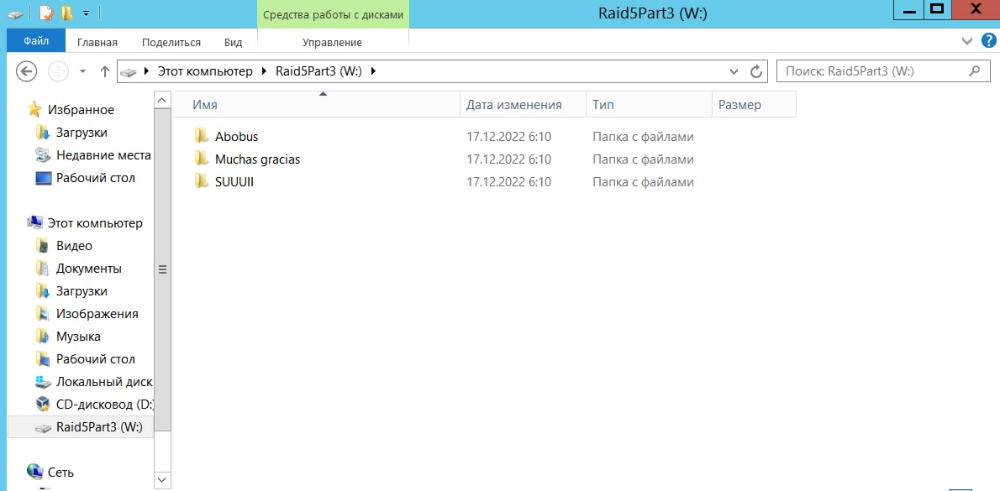 Средства работы с дисками
Raid5Part3 (W:)
Файл
Главная
Поделиться
Вид
Управление
Этот компьютер
Raid5Part3 (W:)
Поиск: Raid5Part3 (W:)
Имя
Дата изменения
Тип
Размер
Abobus
17.12.2022 6:10
Папка с файлами
Muchas gracias
17.12.2022 6:10
Папка с файлами
SUUUII
17.12.2022 6:10
Папка с файлами
Избранное
Загрузки
Недавние места
Рабочий стол
Этот компьютер
Видео
Документы
Загрузки
Изображения
Музыка
Рабочий стол
Локальный диск
CD-дисковод (D:)
Raid5Part3 (W:)
Сеть